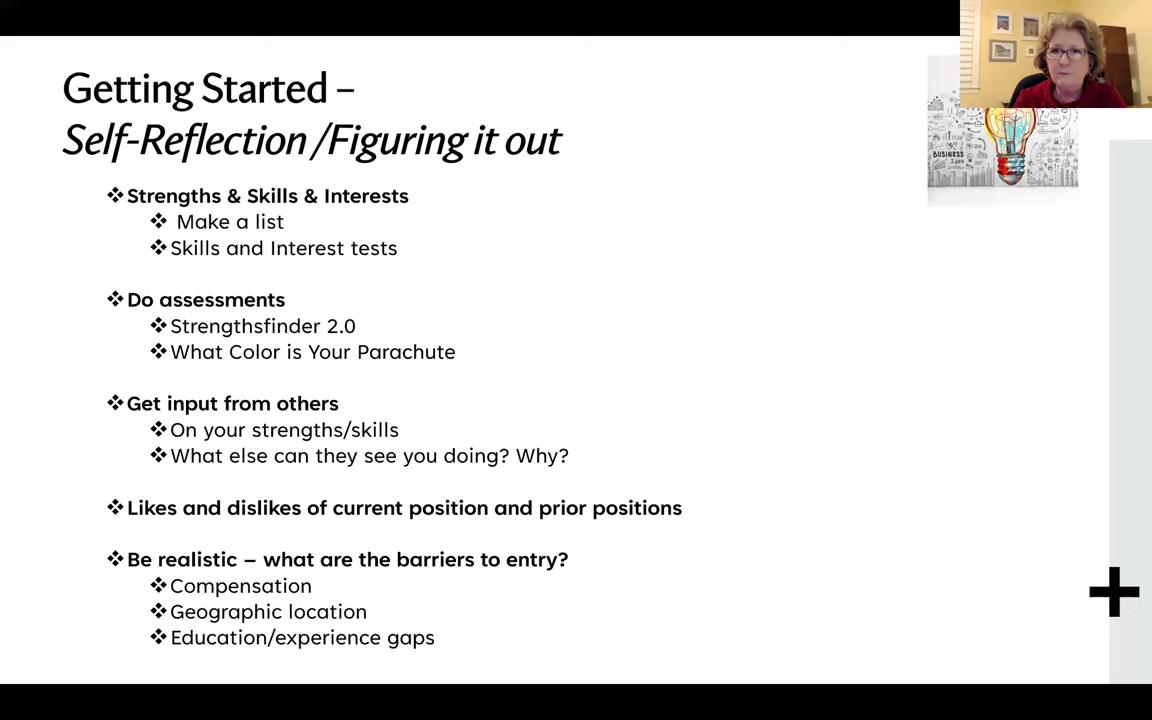 Getting Started –
Self-Reflection /Figuring it out
❖Strengths & Skills & Interests
❖ Make a list
❖Skills and Interest tests
❖Do assessments
❖Strengthsfinder 2.0
❖What Color is Your Parachute
❖Get input from others
❖On your strengths/skills
❖What else can they see you doing? Why?
❖Likes and dislikes of current position and prior positions
❖Be realistic – what are the barriers to entry?
❖Compensation
❖Geographic location
❖Education/experience gaps
BUSINESS
Idea